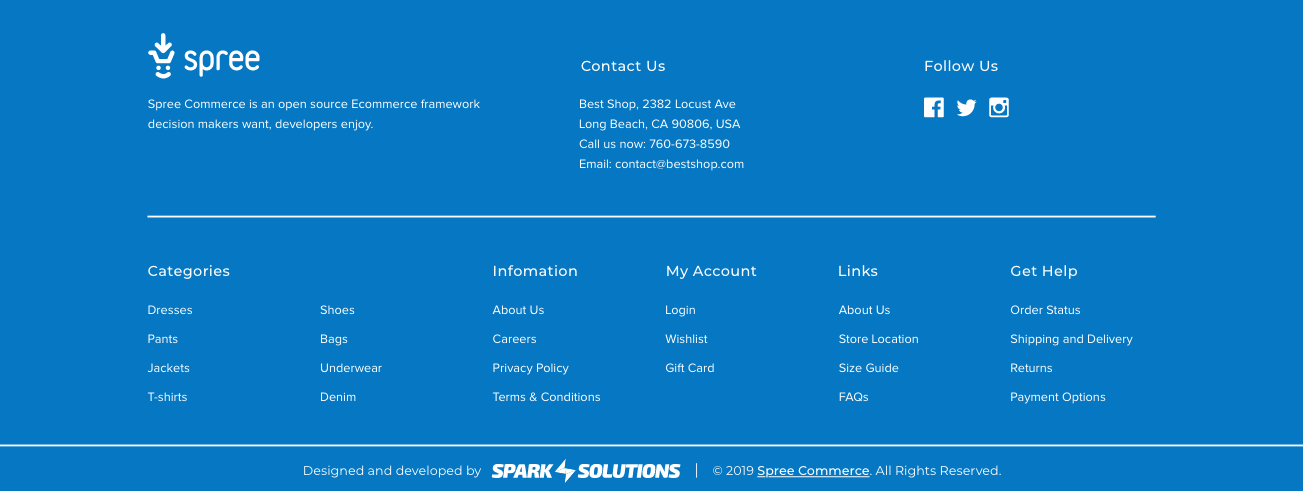 spree
Spree Commerce is an open source Ecommerce framework
decision makers want, developers enjoy.
Contact Us
Best Shop, 2382 Locust Ave
Long Beach, CA 90806, USA
Call us now: 760-673-8590
Email: contact@bestshop.com
Follow Us
Categories
Dresses
Pants
Jackets
T-shirts
Shoes
Bags
Underwear
Denim
Infomation
About Us
Careers
Privacy Policy
Terms & Conditions
My Account
Login
Wishlist
Gift Card
Links
About Us
Store Location
Size Guide
FAQs
Get Help
Order Status
Shipping and Delivery
Returns
Payment Options
Designed and developed by SPARK SOLUTIONS | © 2019 Spree Commerce. All Rights Reserved.